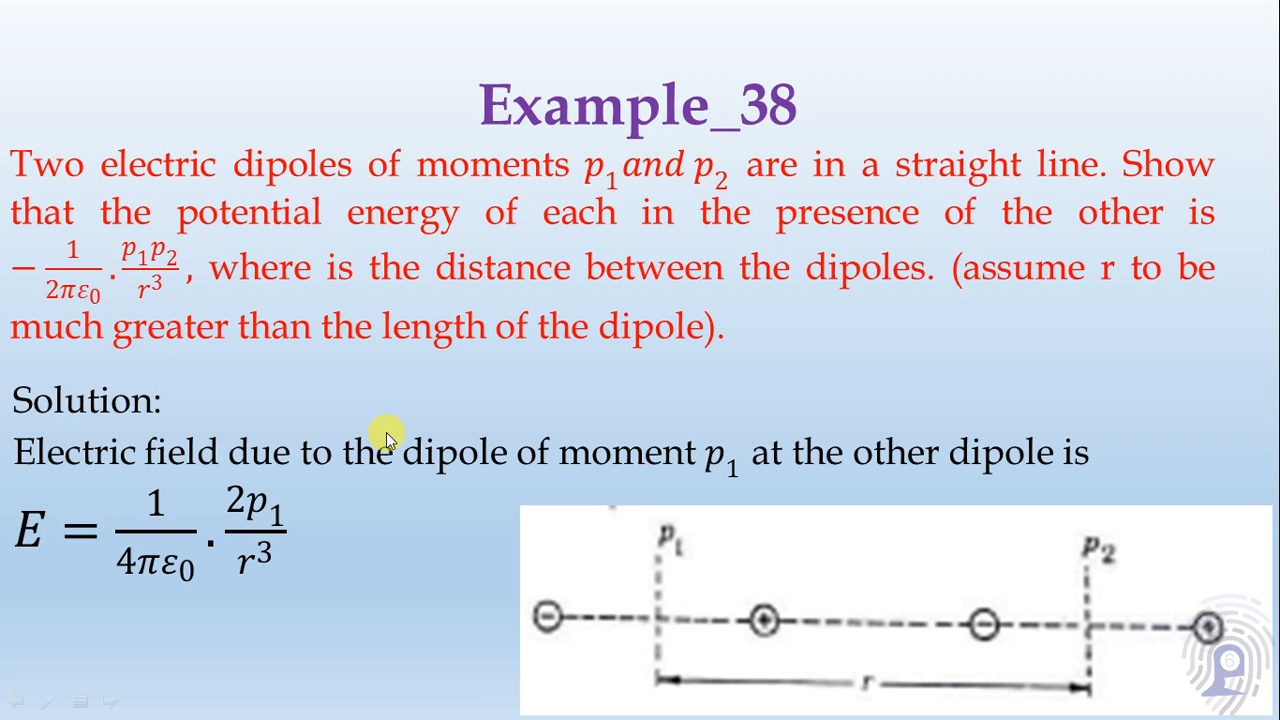 Example_38
Two electric dipoles of moments p₁ and p₂ are in a straight line. Show
that the potential energy of each in the presence of the other is
− 1/(2πε₀) . p₁p₂/r³ , where is the distance between the dipoles. (assume r to be
much greater than the length of the dipole).
Solution:
Electric field due to the dipole of moment p₁ at the other dipole is
E = 1/(4πε₀) . 2p₁/r³
p₁ p₂
r